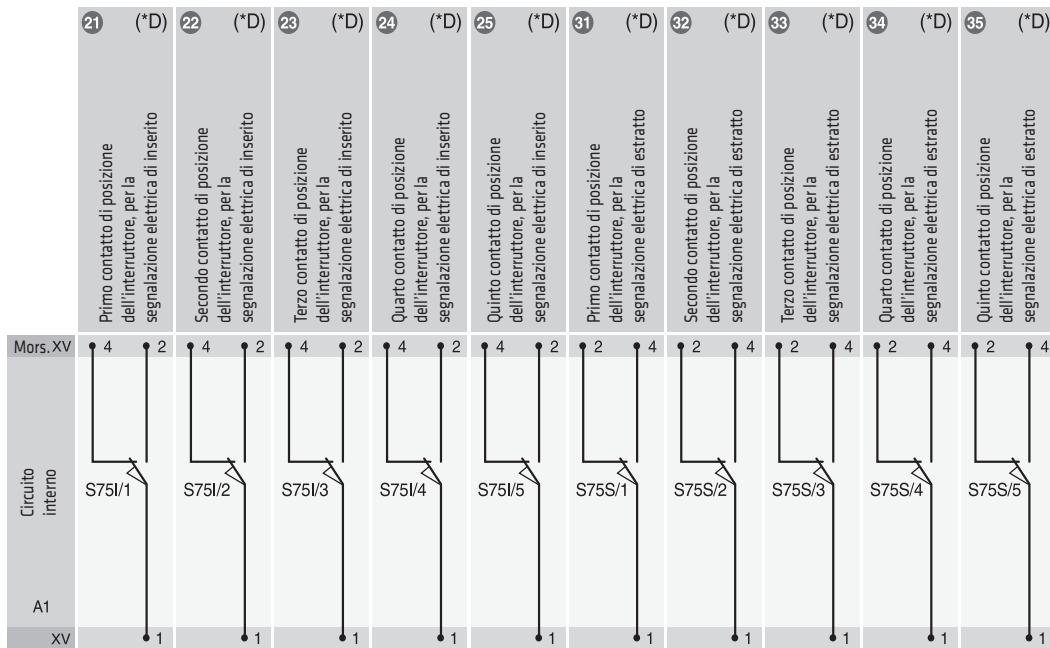 21 (*D) 22 (*D) 23 (*D) 24 (*D) 25 (*D) 31 (*D) 32 (*D) 33 (*D) 34 (*D) 35 (*D)
Primo contatto di posizione
dell'interruttore, per la
segnalazione elettrica di inserito
Secondo contatto di posizione
dell'interruttore, per la
segnalazione elettrica di inserito
Terzo contatto di posizione
dell'interruttore, per la
segnalazione elettrica di inserito
Quarto contatto di posizione
dell'interruttore, per la
segnalazione elettrica di inserito
Quinto contatto di posizione
dell'interruttore, per la
segnalazione elettrica di inserito
Primo contatto di posizione
dell'interruttore, per la
segnalazione elettrica di estratto
Secondo contatto di posizione
dell'interruttore, per la
segnalazione elettrica di estratto
Terzo contatto di posizione
dell'interruttore, per la
segnalazione elettrica di estratto
Quarto contatto di posizione
dell'interruttore, per la
segnalazione elettrica di estratto
Quinto contatto di posizione
dell'interruttore, per la
segnalazione elettrica di estratto
Mors. XV 4 2 4 2 4 2 4 2 4 2 2 4 2 4 2 4 2 4 2 4
Circuito
interno
S75I/1 S75I/2 S75I/3 S75I/4 S75I/5 S75S/1 S75S/2 S75S/3 S75S/4 S75S/5
A1
XV 1 1 1 1 1 1 1 1 1 1